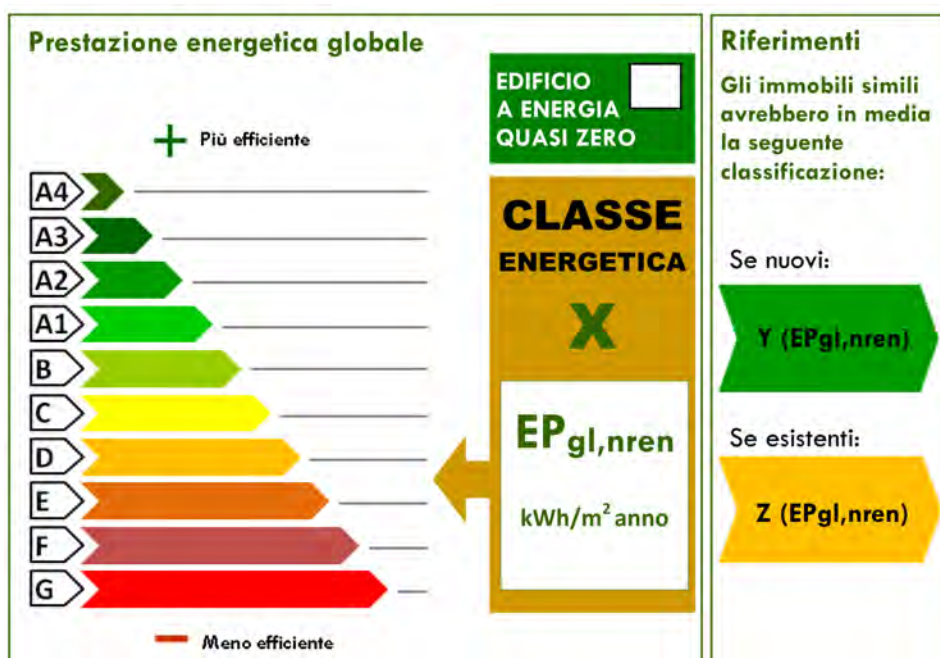 Prestazione energetica globale
Più efficiente
A4
A3
A2
A1
B
C
D
E
F
G
Meno efficiente
EDIFICIO
A ENERGIA
QUASI ZERO
CLASSE
ENERGETICA
X
EPgl,nren
kWh/m² anno
Riferimenti
Gli immobili simili
avrebbero in media
la seguente
classificazione:
Se nuovi:
Y (EPgl,nren)
Se esistenti:
Z (EPgl,nren)